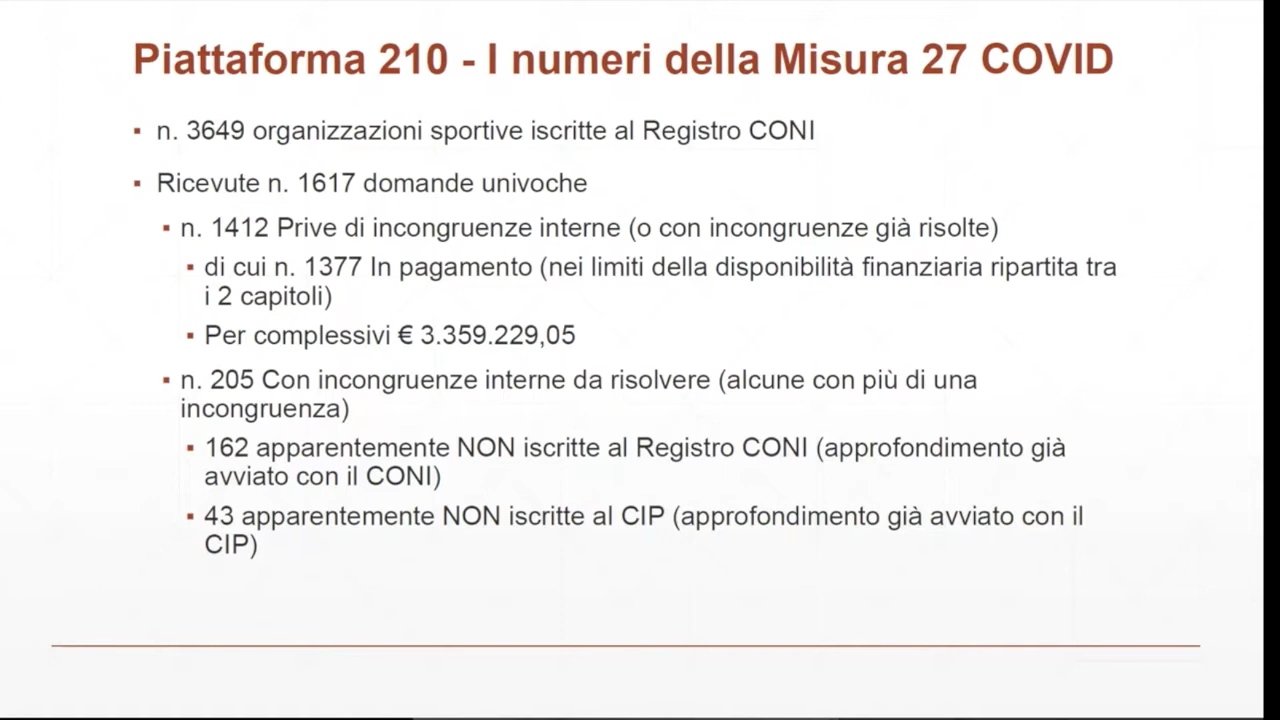 Piattaforma 210 - I numeri della Misura 27 COVID
▪ n. 3649 organizzazioni sportive iscritte al Registro CONI
▪ Ricevute n. 1617 domande univoche
▪ n. 1412 Prive di incongruenze interne (o con incongruenze già risolte)
▪ di cui n. 1377 In pagamento (nei limiti della disponibilità finanziaria ripartita tra
i 2 capitoli)
▪ Per complessivi € 3.359.229,05
▪ n. 205 Con incongruenze interne da risolvere (alcune con più di una
incongruenza)
▪ 162 apparentemente NON iscritte al Registro CONI (approfondimento già
avviato con il CONI)
▪ 43 apparentemente NON iscritte al CIP (approfondimento già avviato con il
CIP)